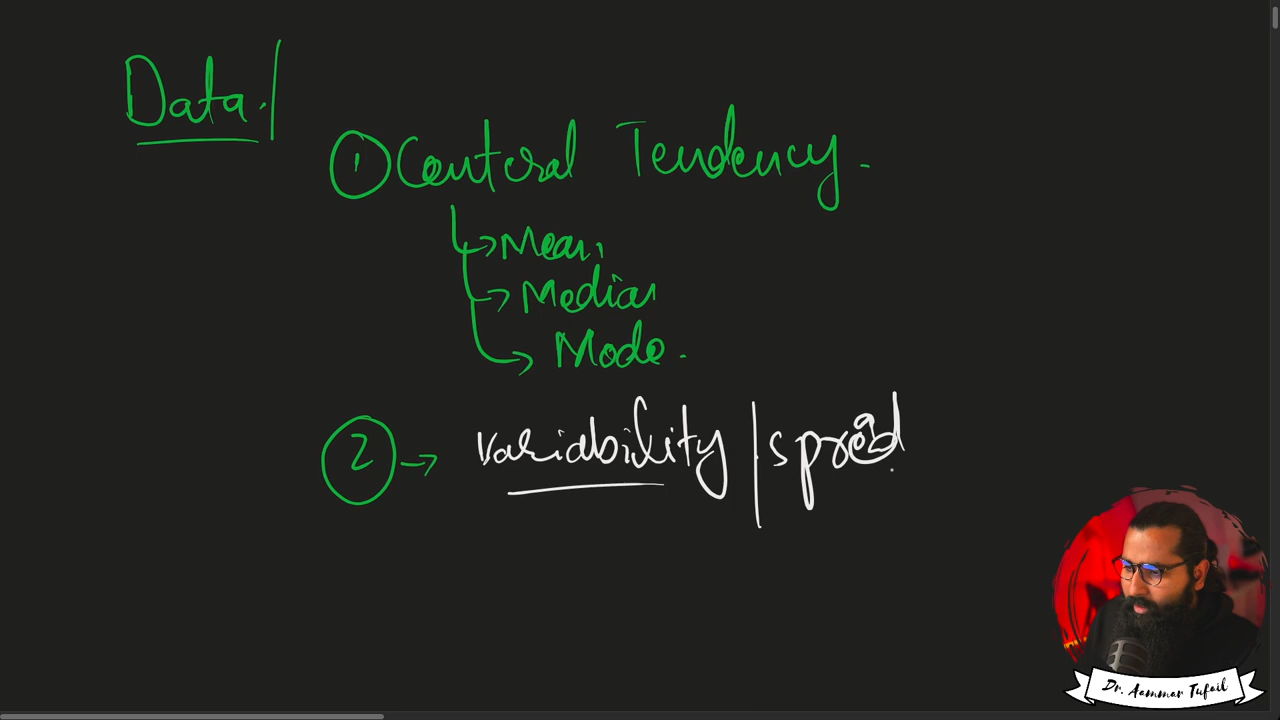 Data.
① Centeral Tendency.
→ Mean,
→ Median
→ Mode.
② → Variability | spread
Dr. Aammar Tufail